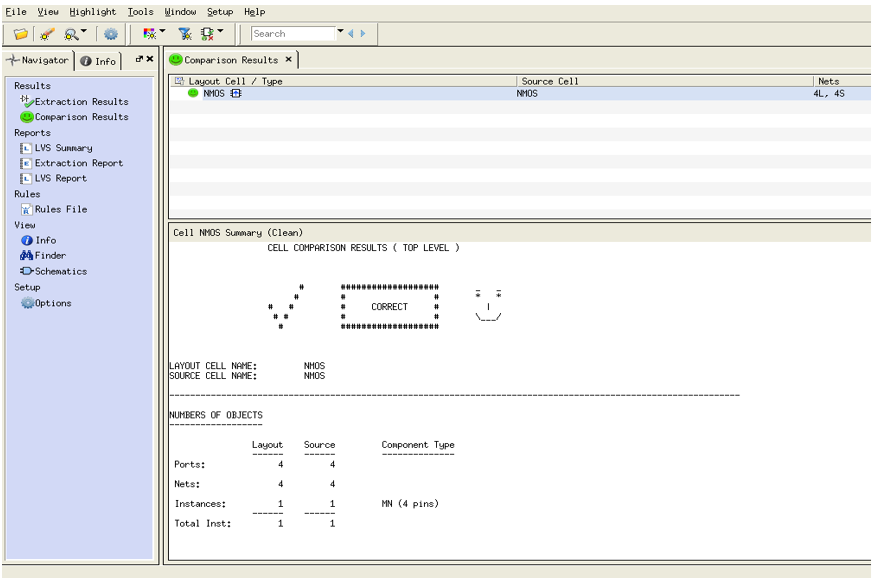 File View Highlight Tools Window Setup Help
Search
Navigator Info
Comparison Results
Results
Extraction Results
Comparison Results
Reports
LVS Summary
Extraction Report
LVS Report
Rules
Rules File
View
Info
Finder
Schematics
Setup
Options
Layout Cell / Type Source Cell Nets
NMOS NMOS 4L, 4S
Cell NMOS Summary (Clean)
CELL COMPARISON RESULTS ( TOP LEVEL )
CORRECT
LAYOUT CELL NAME: NMOS
SOURCE CELL NAME: NMOS
NUMBERS OF OBJECTS
Layout Source Component Type
Ports: 4 4
Nets: 4 4
Instances: 1 1 MN (4 pins)
Total Inst: 1 1